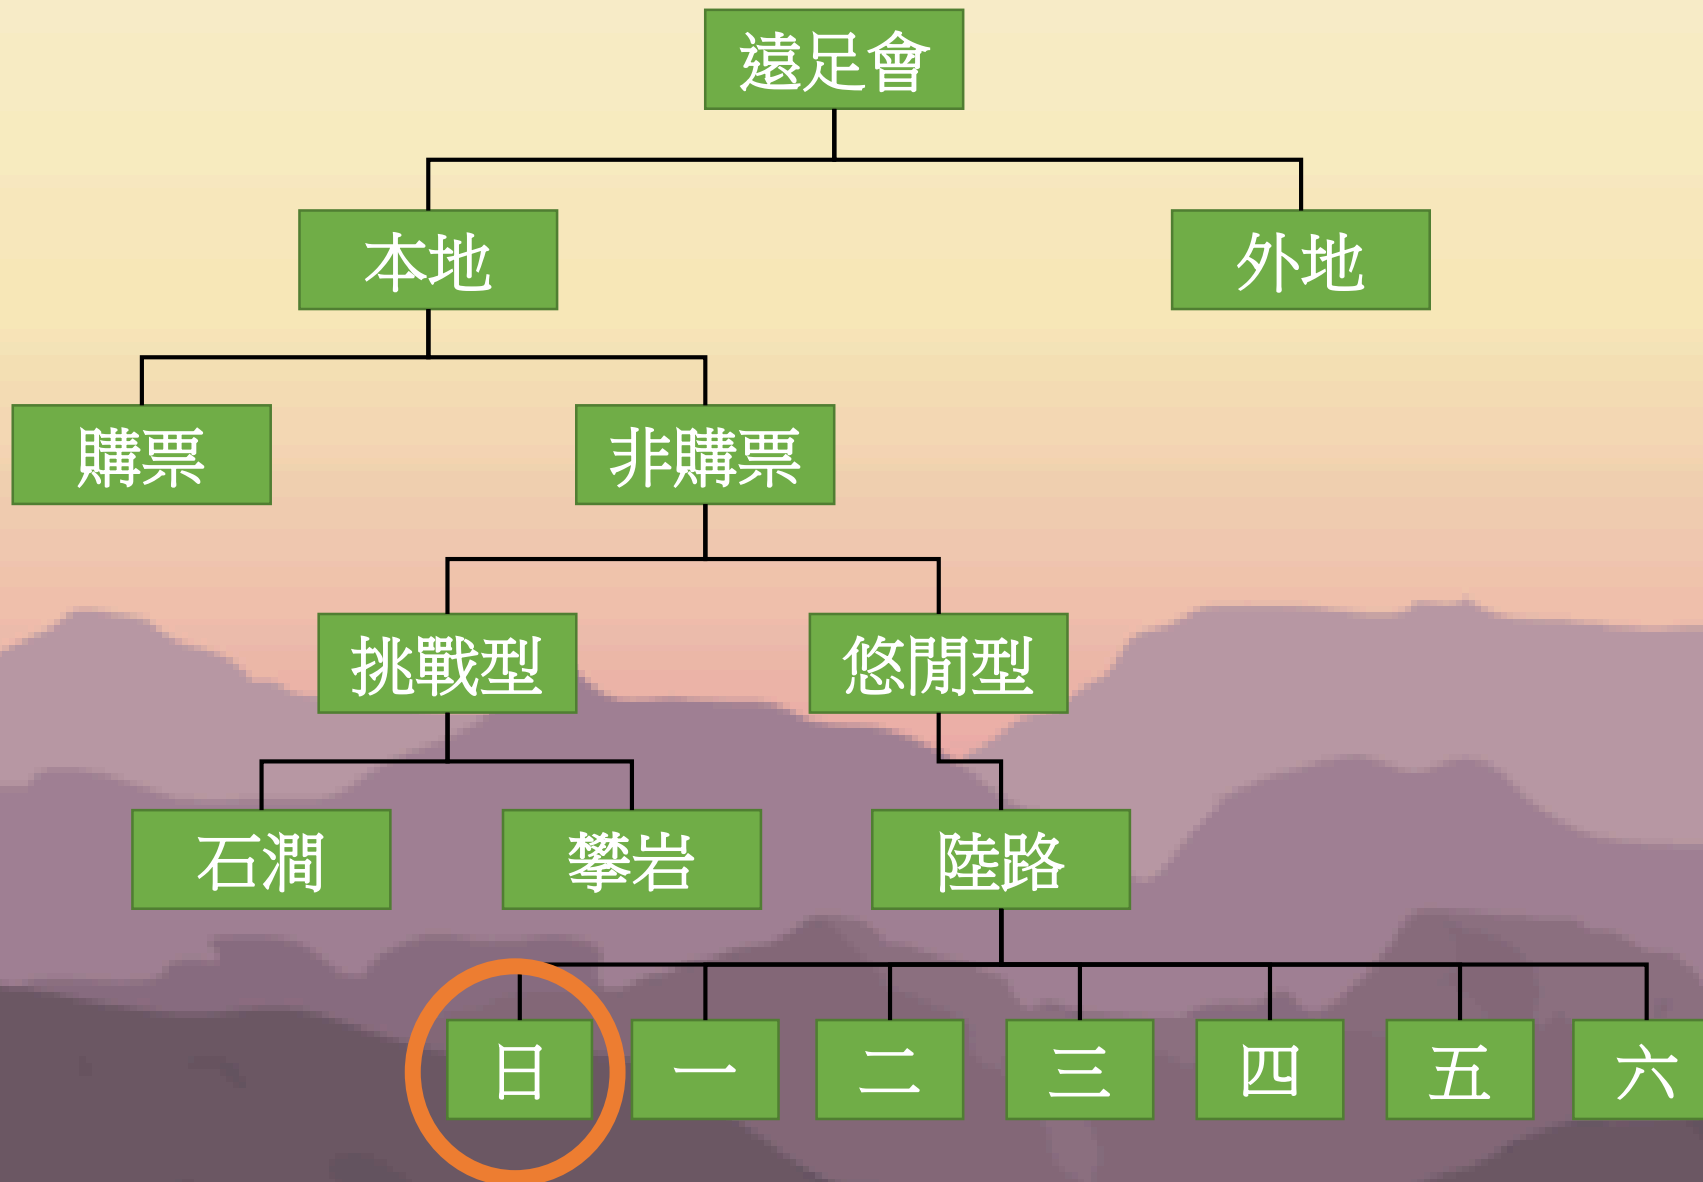 遠足會
本地
外地
購票
非購票
挑戰型
悠閒型
石澗
攀岩
陸路
日
一
二
三
四
五
六